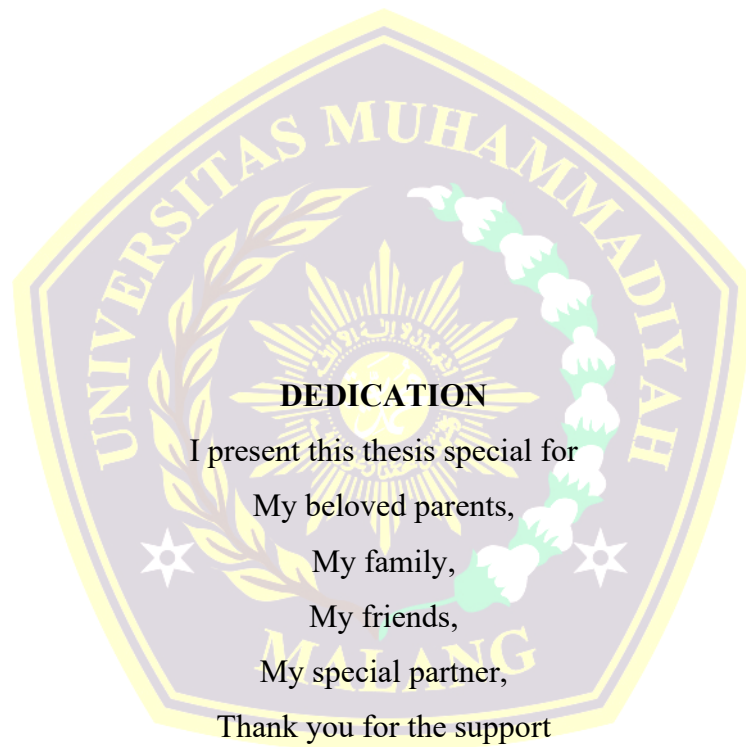 UNIVERSITAS MUHAMMADIYAH
DEDICATION
I present this thesis special for
My beloved parents,
My family,
My friends,
My special partner,
MALANG
Thank you for the support